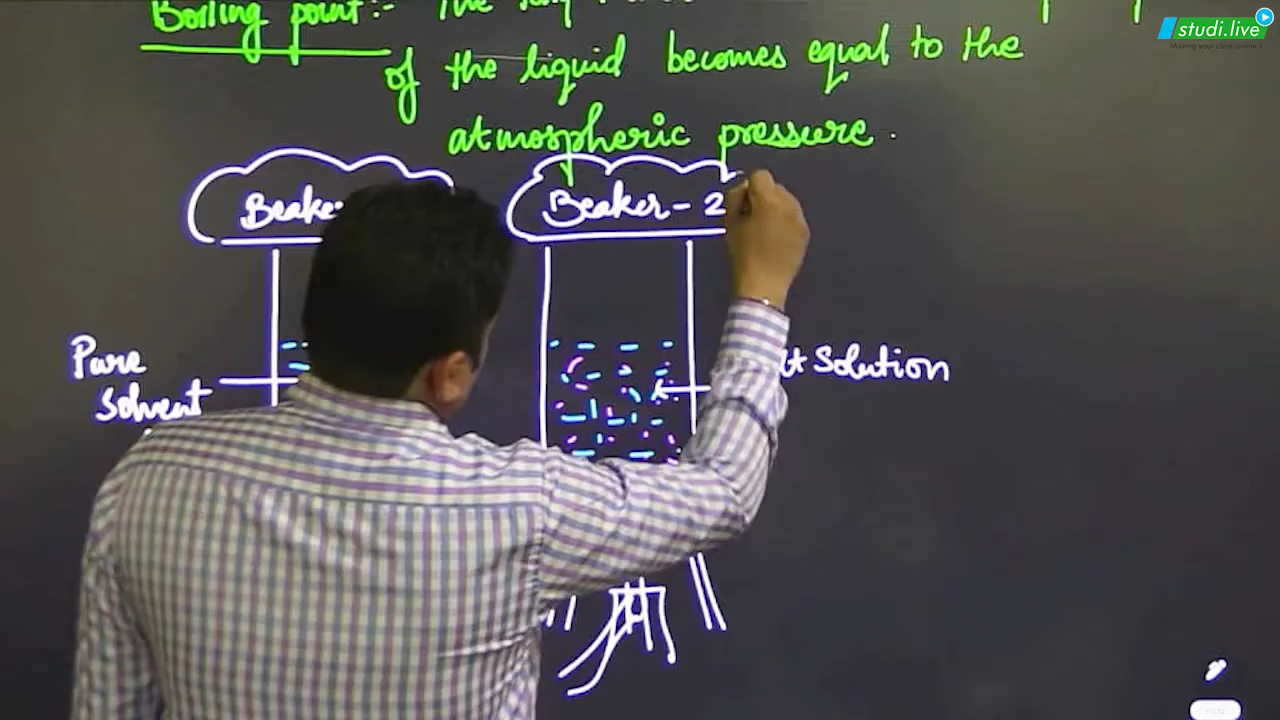 Boiling point:- The
of the liquid becomes equal to the
atmospheric pressure.
Beake
Beaker - 2
Pure
Solvent
Solution
studi.live